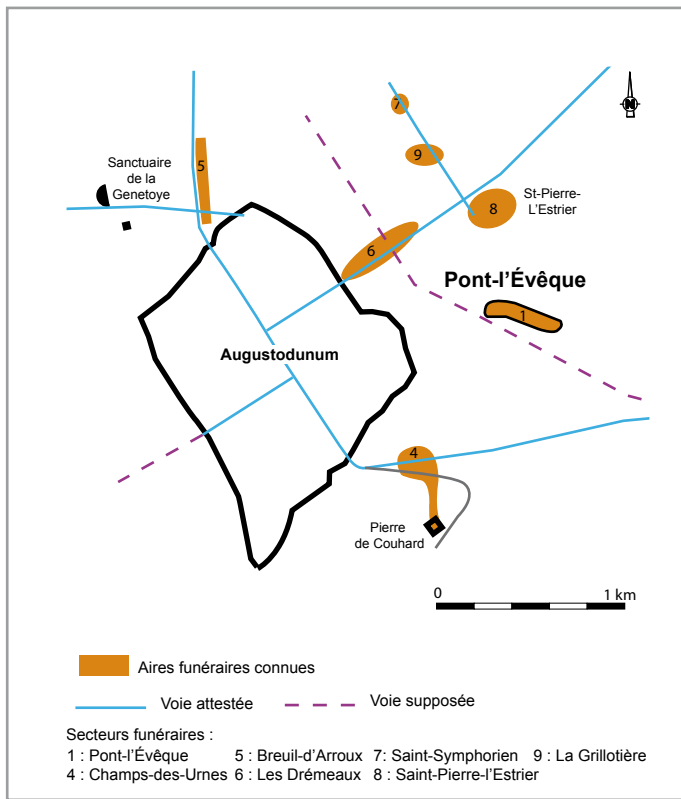 7
N
9
5
Sanctuaire
de la
Genetoye
8
St-Pierre-
L'Estrier
6
Pont-l'Évêque
1
Augustodunum
4
Pierre
de Couhard
0 1 km
Aires funéraires connues
Voie attestée Voie supposée
Secteurs funéraires :
1 : Pont-l'Évêque 5 : Breuil-d'Arroux 7: Saint-Symphorien 9 : La Grillotière
4 : Champs-des-Urnes 6 : Les Drémeaux 8 : Saint-Pierre-l'Estrier